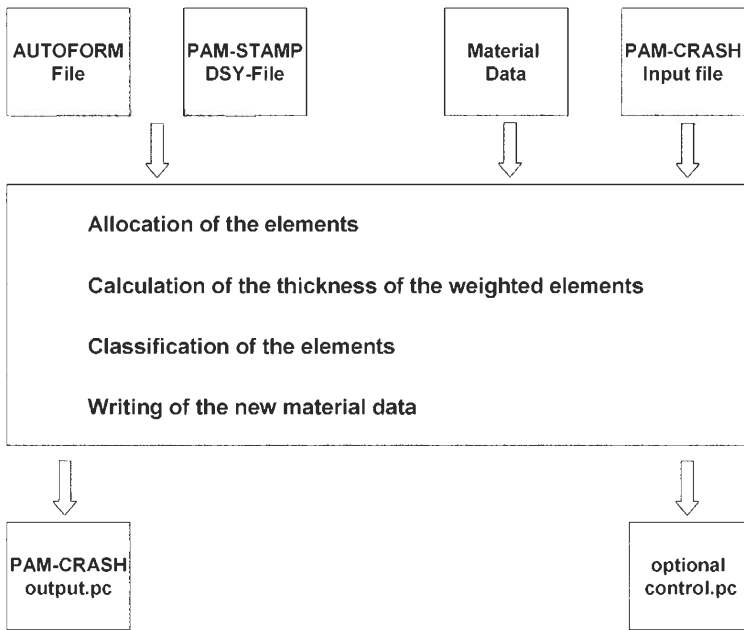 AUTOFORM
File
PAM-STAMP
DSY-File
Material
Data
PAM-CRASH
Input file
Allocation of the elements
Calculation of the thickness of the weighted elements
Classification of the elements
Writing of the new material data
PAM-CRASH
output.pc
optional
control.pc